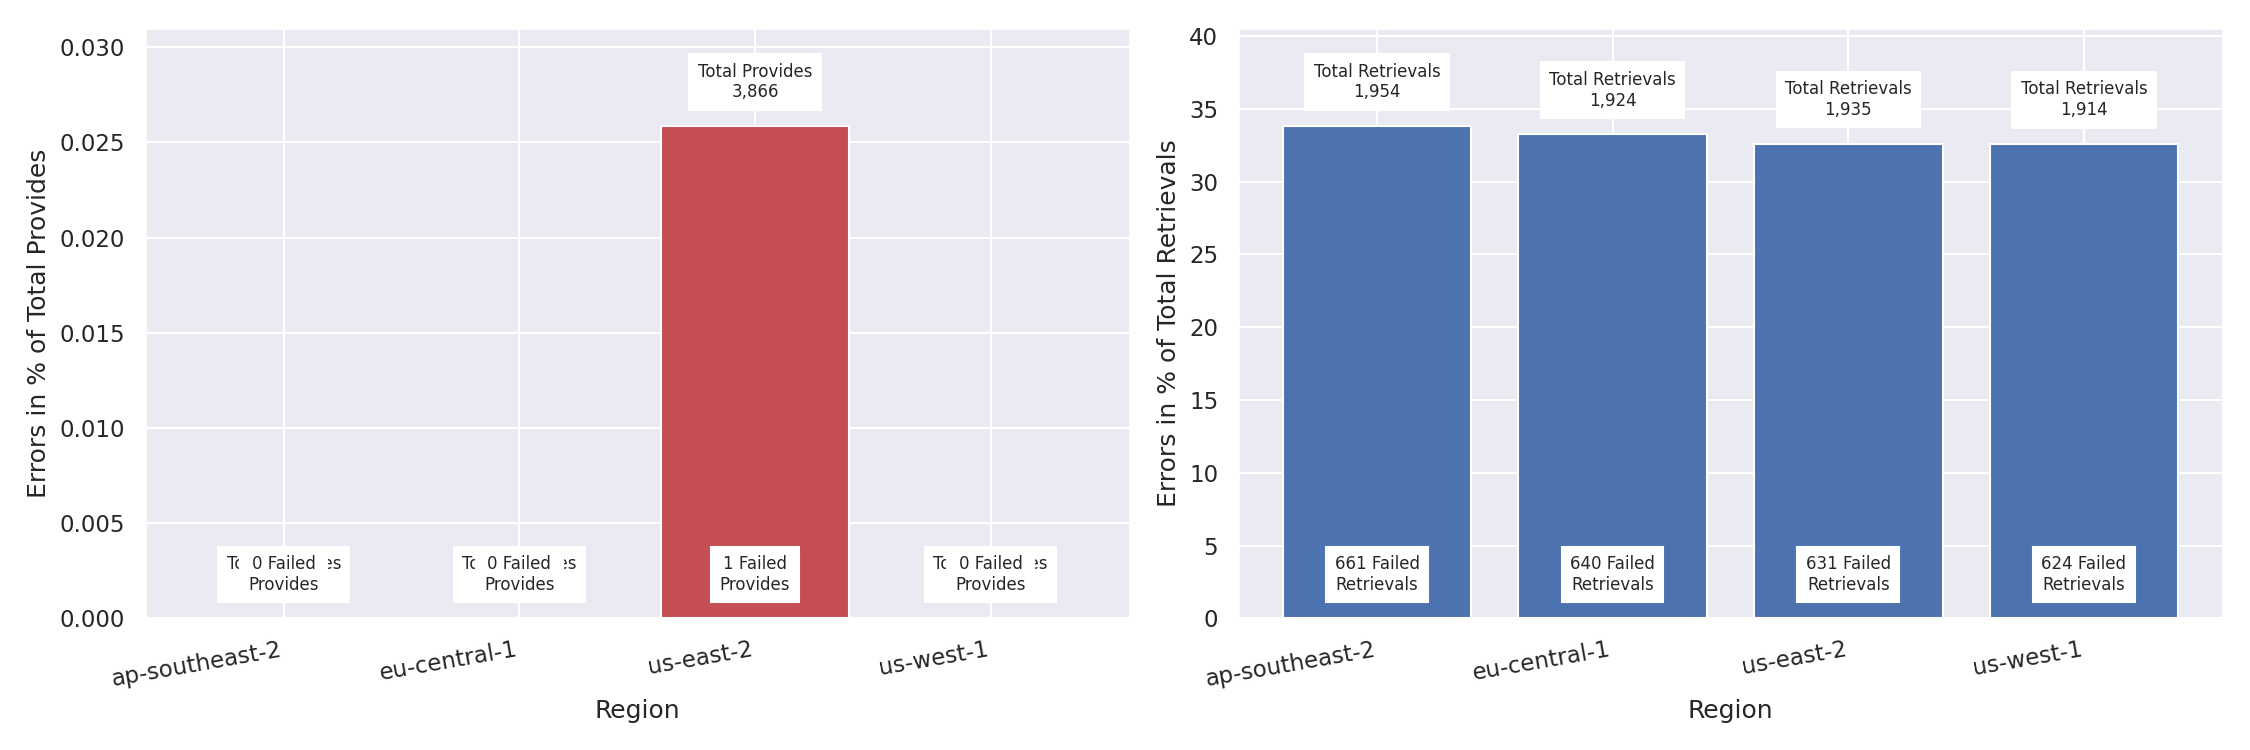 Errors in % of Total Provides
0.030
0.025
0.020
0.015
0.010
0.005
0.000
Total Provides
3,866
0 Failed
Provides
0 Failed
Provides
1 Failed
Provides
0 Failed
Provides
ap-southeast-2
eu-central-1
us-east-2
us-west-1
Region
Errors in % of Total Retrievals
40
35
30
25
20
15
10
5
0
Total Retrievals
1,954
Total Retrievals
1,924
Total Retrievals
1,935
Total Retrievals
1,914
661 Failed
Retrievals
640 Failed
Retrievals
631 Failed
Retrievals
624 Failed
Retrievals
ap-southeast-2
eu-central-1
us-east-2
us-west-1
Region